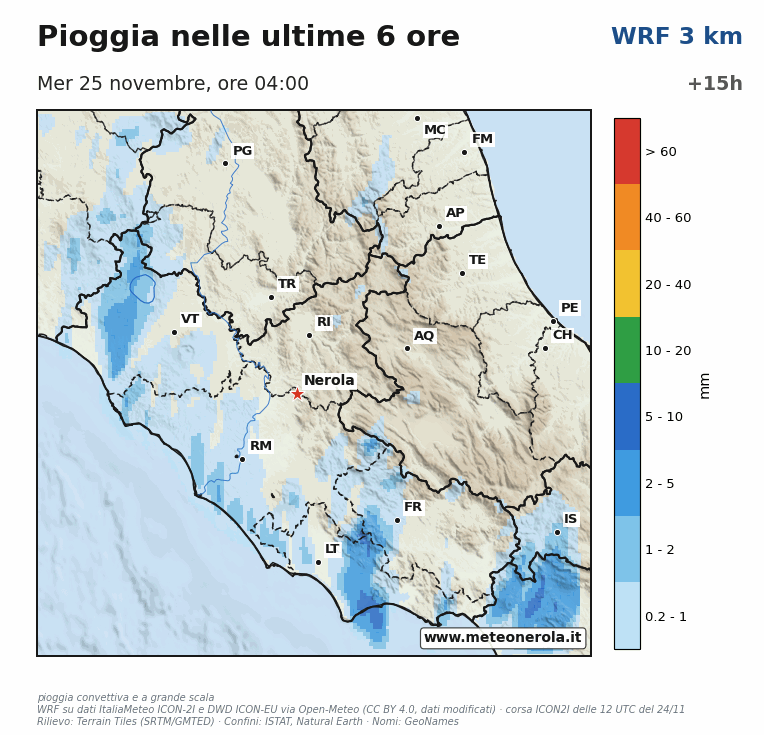 Pioggia nelle ultime 6 ore
WRF 3 km
Mer 25 novembre, ore 04:00
+15h
MC
FM
PG
AP
TE
TR
PE
VT
RI
AQ
CH
Nerola
RM
FR
IS
LT
www.meteonerola.it
> 60
40 - 60
20 - 40
10 - 20
5 - 10
2 - 5
1 - 2
0.2 - 1
mm
pioggia convettiva e a grande scala
WRF su dati ItaliaMeteo ICON-2I e DWD ICON-EU via Open-Meteo (CC BY 4.0, dati modificati) · corsa ICON2I delle 12 UTC del 24/11
Rilievo: Terrain Tiles (SRTM/GMTED) · Confini: ISTAT, Natural Earth · Nomi: GeoNames